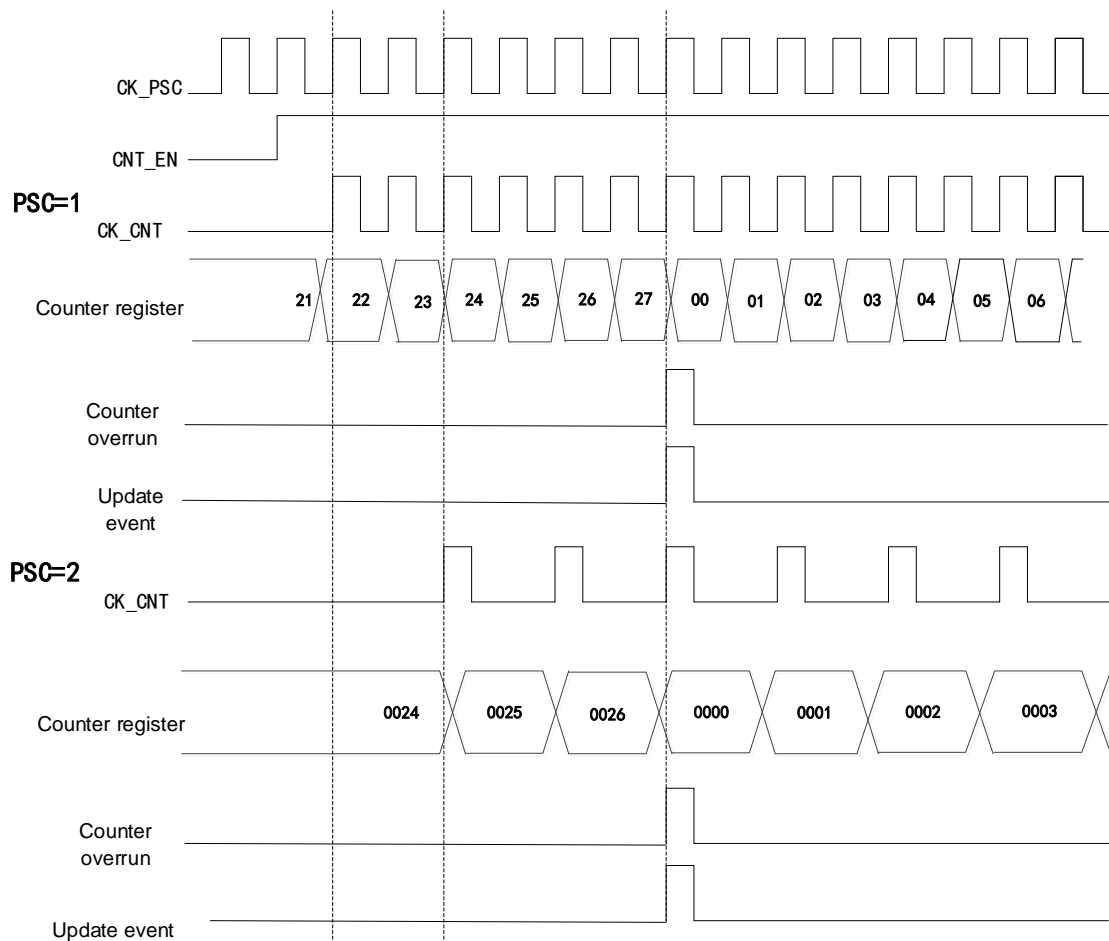 CK_PSC
CNT_EN
PSC=1
CK_CNT
Counter register
21 22 23 24 25 26 27 00 01 02 03 04 05 06
Counter
overrun
Update
event
PSC=2
CK_CNT
Counter register
0024 0025 0026 0000 0001 0002 0003
Counter
overrun
Update event